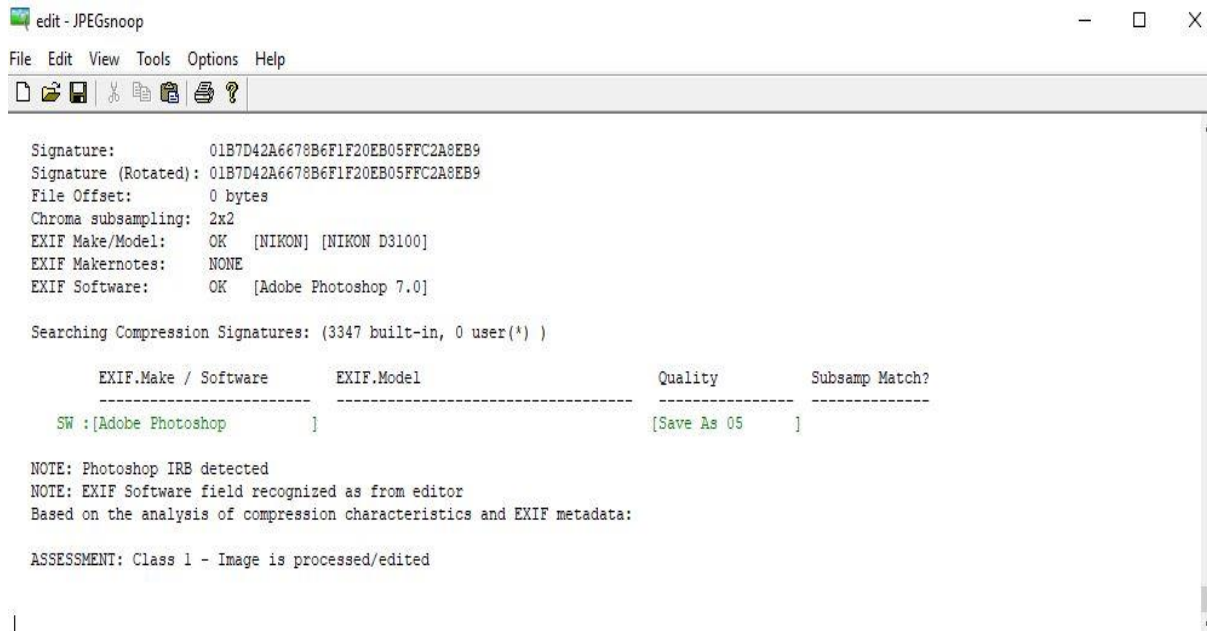 edit - JPEGsnoop
File Edit View Tools Options Help
Signature: 01B7D42A6678B6F1F20EB05FFC2A8EB9
Signature (Rotated): 01B7D42A6678B6F1F20EB05FFC2A8EB9
File Offset: 0 bytes
Chroma subsampling: 2x2
EXIF Make/Model: OK [NIKON] [NIKON D3100]
EXIF Makernotes: NONE
EXIF Software: OK [Adobe Photoshop 7.0]
Searching Compression Signatures: (3347 built-in, 0 user(*) )
EXIF.Make / Software EXIF.Model Quality Subsamp Match?
------------------------- --------------------------------- ---------------- --------------
SW :[Adobe Photoshop ] [Save As 05 ]
NOTE: Photoshop IRB detected
NOTE: EXIF Software field recognized as from editor
Based on the analysis of compression characteristics and EXIF metadata:
ASSESSMENT: Class 1 - Image is processed/edited